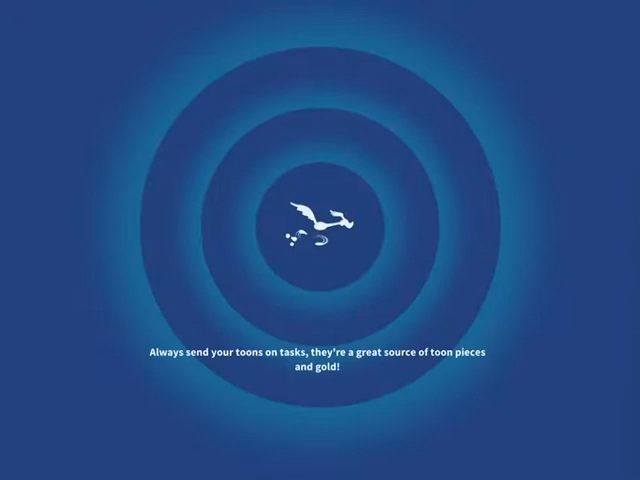 Always send your toons on tasks, they're a great source of toon pieces
and gold!